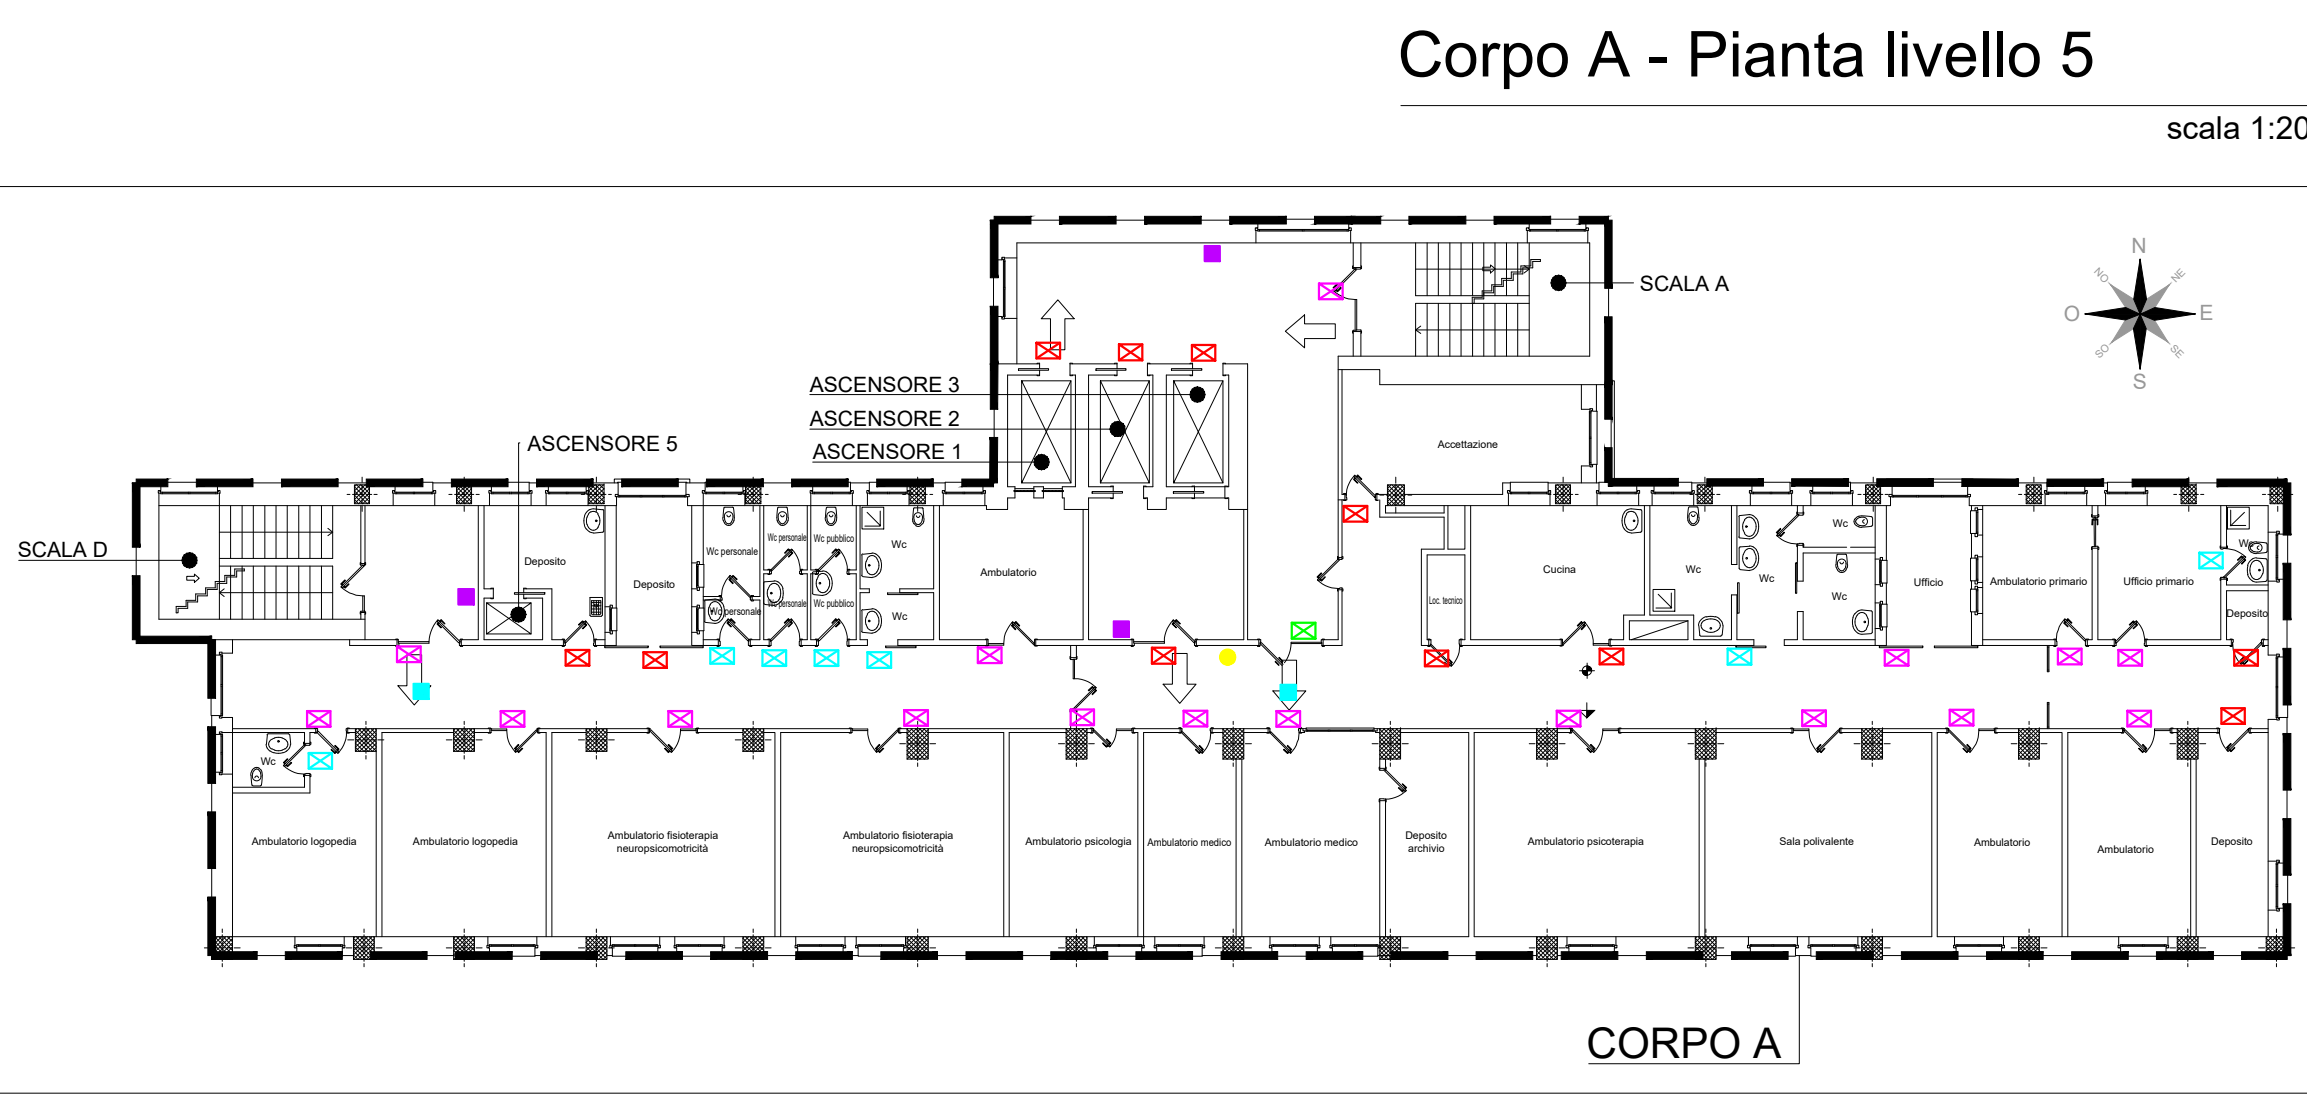 Corpo A - Pianta livello 5
scala 1:20
N
NO
NE
O
E
SO
SE
S
SCALA A
ASCENSORE 3
ASCENSORE 2
ASCENSORE 1
ASCENSORE 5
SCALA D
Accettazione
Deposito
Deposito
Wc personale
Wc personale
Wc pubblico
Wc
Wc personale
Wc personale
Wc pubblico
Wc
Ambulatorio
Loc. tecnico
Cucina
Wc
Wc
Wc
Wc
Ufficio
Ambulatorio primario
Ufficio primario
Wc
Deposito
Wc
Ambulatorio logopedia
Ambulatorio logopedia
Ambulatorio fisioterapia
neuropsicomotricità
Ambulatorio fisioterapia
neuropsicomotricità
Ambulatorio psicologia
Ambulatorio medico
Ambulatorio medico
Deposito
archivio
Ambulatorio psicoterapia
Sala polivalente
Ambulatorio
Ambulatorio
Deposito
CORPO A